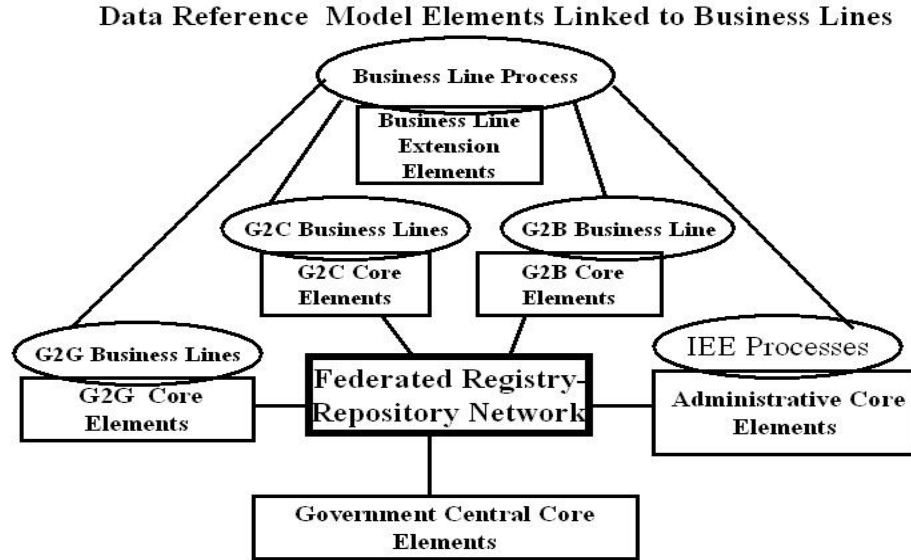 Data Reference Model Elements Linked to Business Lines
Business Line Process
Business Line
Extension
Elements
G2C Business Lines
G2B Business Line
G2C Core
Elements
G2B Core
Elements
G2G Business Lines
IEE Processes
G2G Core
Elements
Federated Registry-
Repository Network
Administrative Core
Elements
Government Central Core
Elements